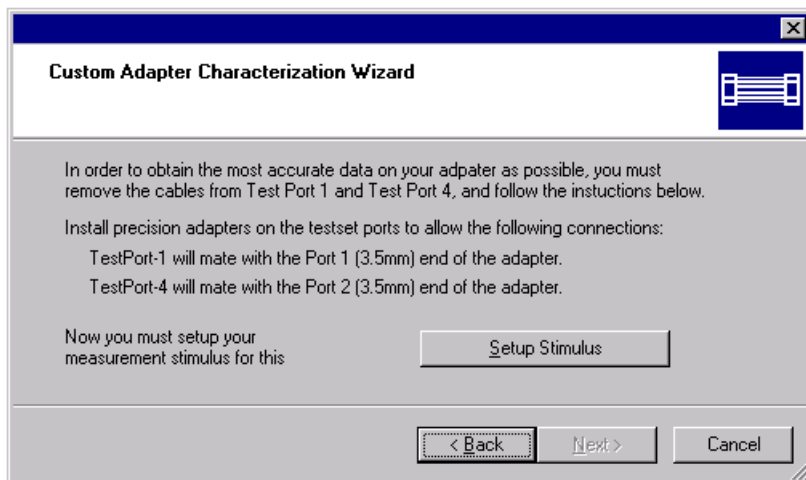 Custom Adapter Characterization Wizard
In order to obtain the most accurate data on your adpater as possible, you must
remove the cables from Test Port 1 and Test Port 4, and follow the instuctions below.
Install precision adapters on the testset ports to allow the following connections:
TestPort-1 will mate with the Port 1 (3.5mm) end of the adapter.
TestPort-4 will mate with the Port 2 (3.5mm) end of the adapter.
Now you must setup your
measurement stimulus for this
Setup Stimulus
< Back
Next >
Cancel